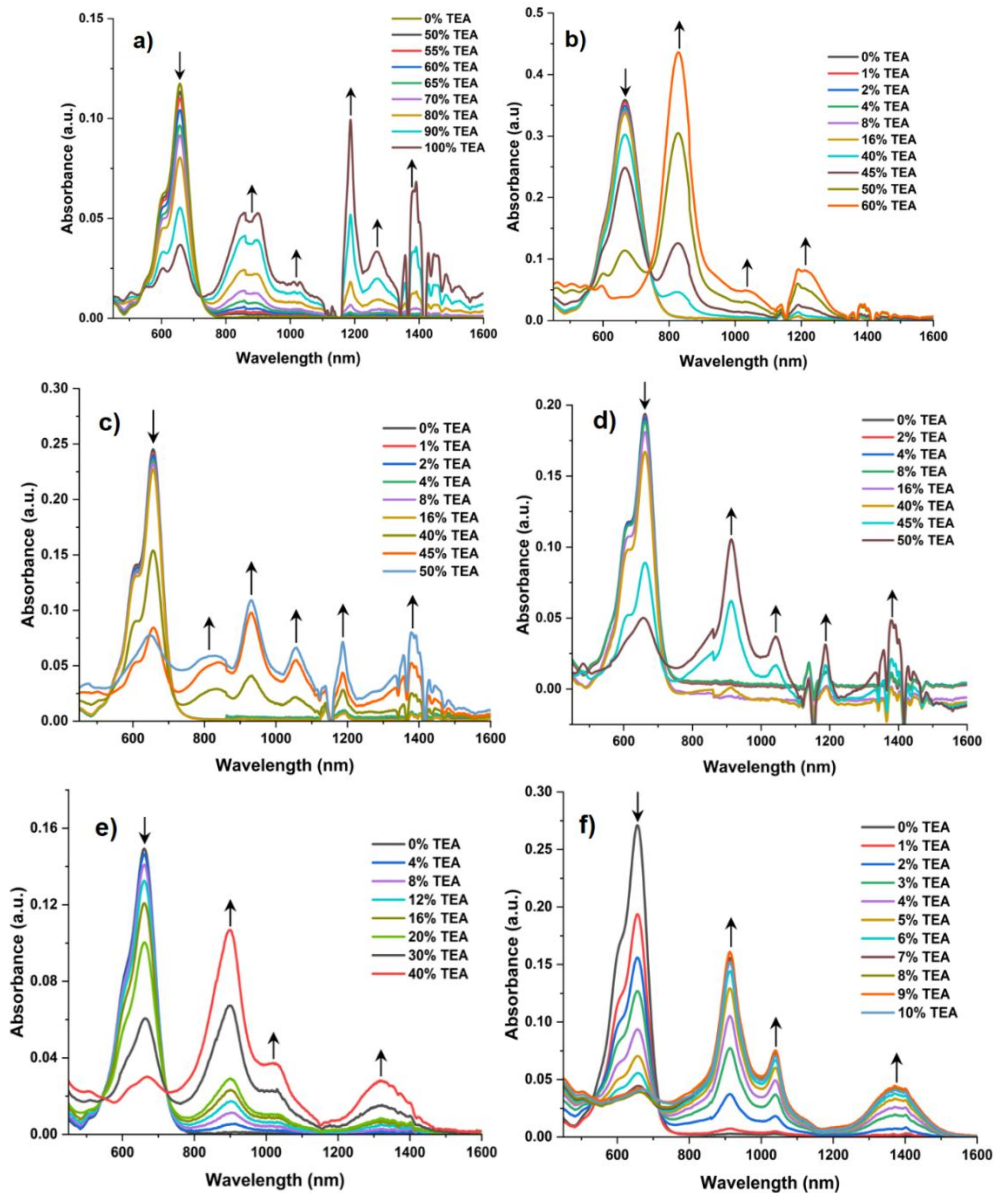 a)
0.15
0.10
0.05
0.00
Absorbance (a.u.)
0% TEA
50% TEA
55% TEA
60% TEA
65% TEA
70% TEA
80% TEA
90% TEA
100% TEA
600 800 1000 1200 1400 1600
Wavelength (nm)
b)
0.5
0.4
0.3
0.2
0.1
0.0
Absorbance (a.u)
0% TEA
1% TEA
2% TEA
4% TEA
8% TEA
16% TEA
40% TEA
45% TEA
50% TEA
60% TEA
600 800 1000 1200 1400 1600
Wavelength (nm)
c)
0.30
0.25
0.20
0.15
0.10
0.05
0.00
Absorbance (a.u.)
0% TEA
1% TEA
2% TEA
4% TEA
8% TEA
16% TEA
40% TEA
45% TEA
50% TEA
600 800 1000 1200 1400 1600
Wavelength (nm)
d)
0.20
0.15
0.10
0.05
0.00
Absorbance (a.u.)
0% TEA
2% TEA
4% TEA
8% TEA
16% TEA
40% TEA
45% TEA
50% TEA
600 800 1000 1200 1400 1600
Wavelength (nm)
e)
0.16
0.12
0.08
0.04
0.00
Absorbance (a.u.)
0% TEA
4% TEA
8% TEA
12% TEA
16% TEA
20% TEA
30% TEA
40% TEA
600 800 1000 1200 1400 1600
Wavelength (nm)
f)
0.30
0.25
0.20
0.15
0.10
0.05
0.00
Absorbance (a.u.)
0% TEA
1% TEA
2% TEA
3% TEA
4% TEA
5% TEA
6% TEA
7% TEA
8% TEA
9% TEA
10% TEA
600 800 1000 1200 1400 1600
Wavelength (nm)